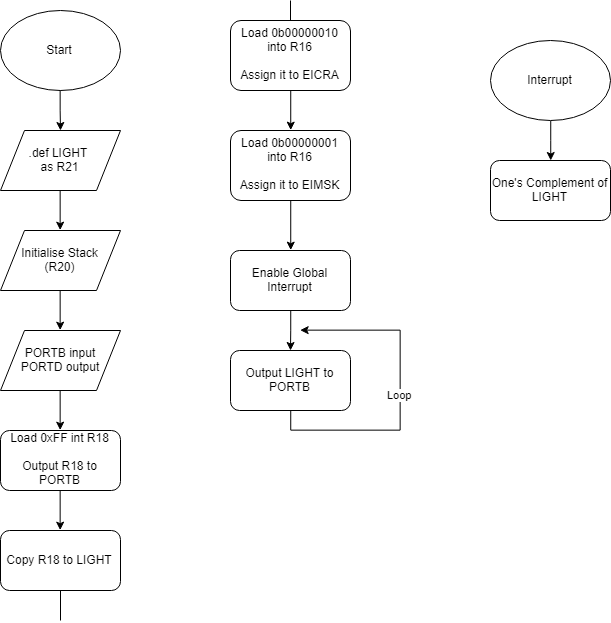 Start
.def LIGHT
as R21
Initialise Stack
(R20)
PORTB input
PORTD output
Load 0xFF int R18
Output R18 to
PORTB
Copy R18 to LIGHT
Load 0b00000010
into R16
Assign it to EICRA
Load 0b00000001
into R16
Assign it to EIMSK
Enable Global
Interrupt
Output LIGHT to
PORTB
Loop
Interrupt
One's Complement of
LIGHT